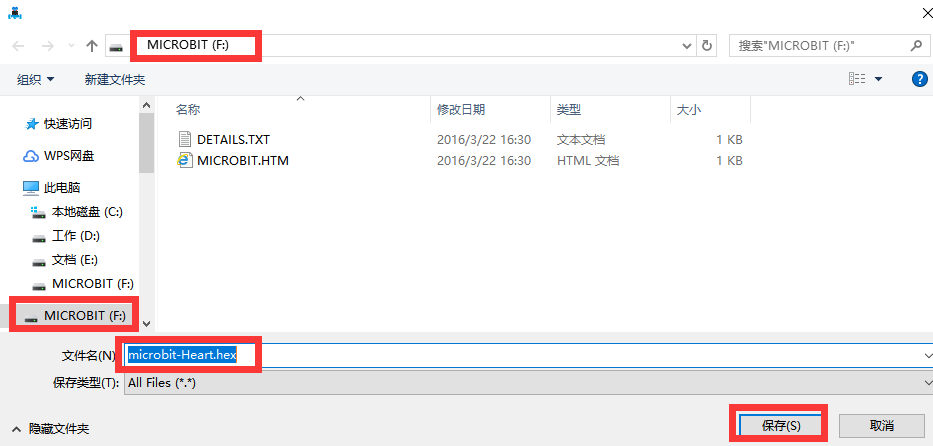 MICROBIT (F:)
搜索"MICROBIT (F:)"
组织
新建文件夹
?
名称
修改日期
类型
大小
快速访问
WPS网盘
此电脑
本地磁盘 (C:)
工作 (D:)
文档 (E:)
MICROBIT (F:)
MICROBIT (F:)
DETAILS.TXT 2016/3/22 16:30 文本文档 1 KB
MICROBIT.HTM 2016/3/22 16:30 HTML 文档 1 KB
文件名(N) microbit-Heart.hex
保存类型(T): All Files (*.*)
隐藏文件夹
保存(S)
取消